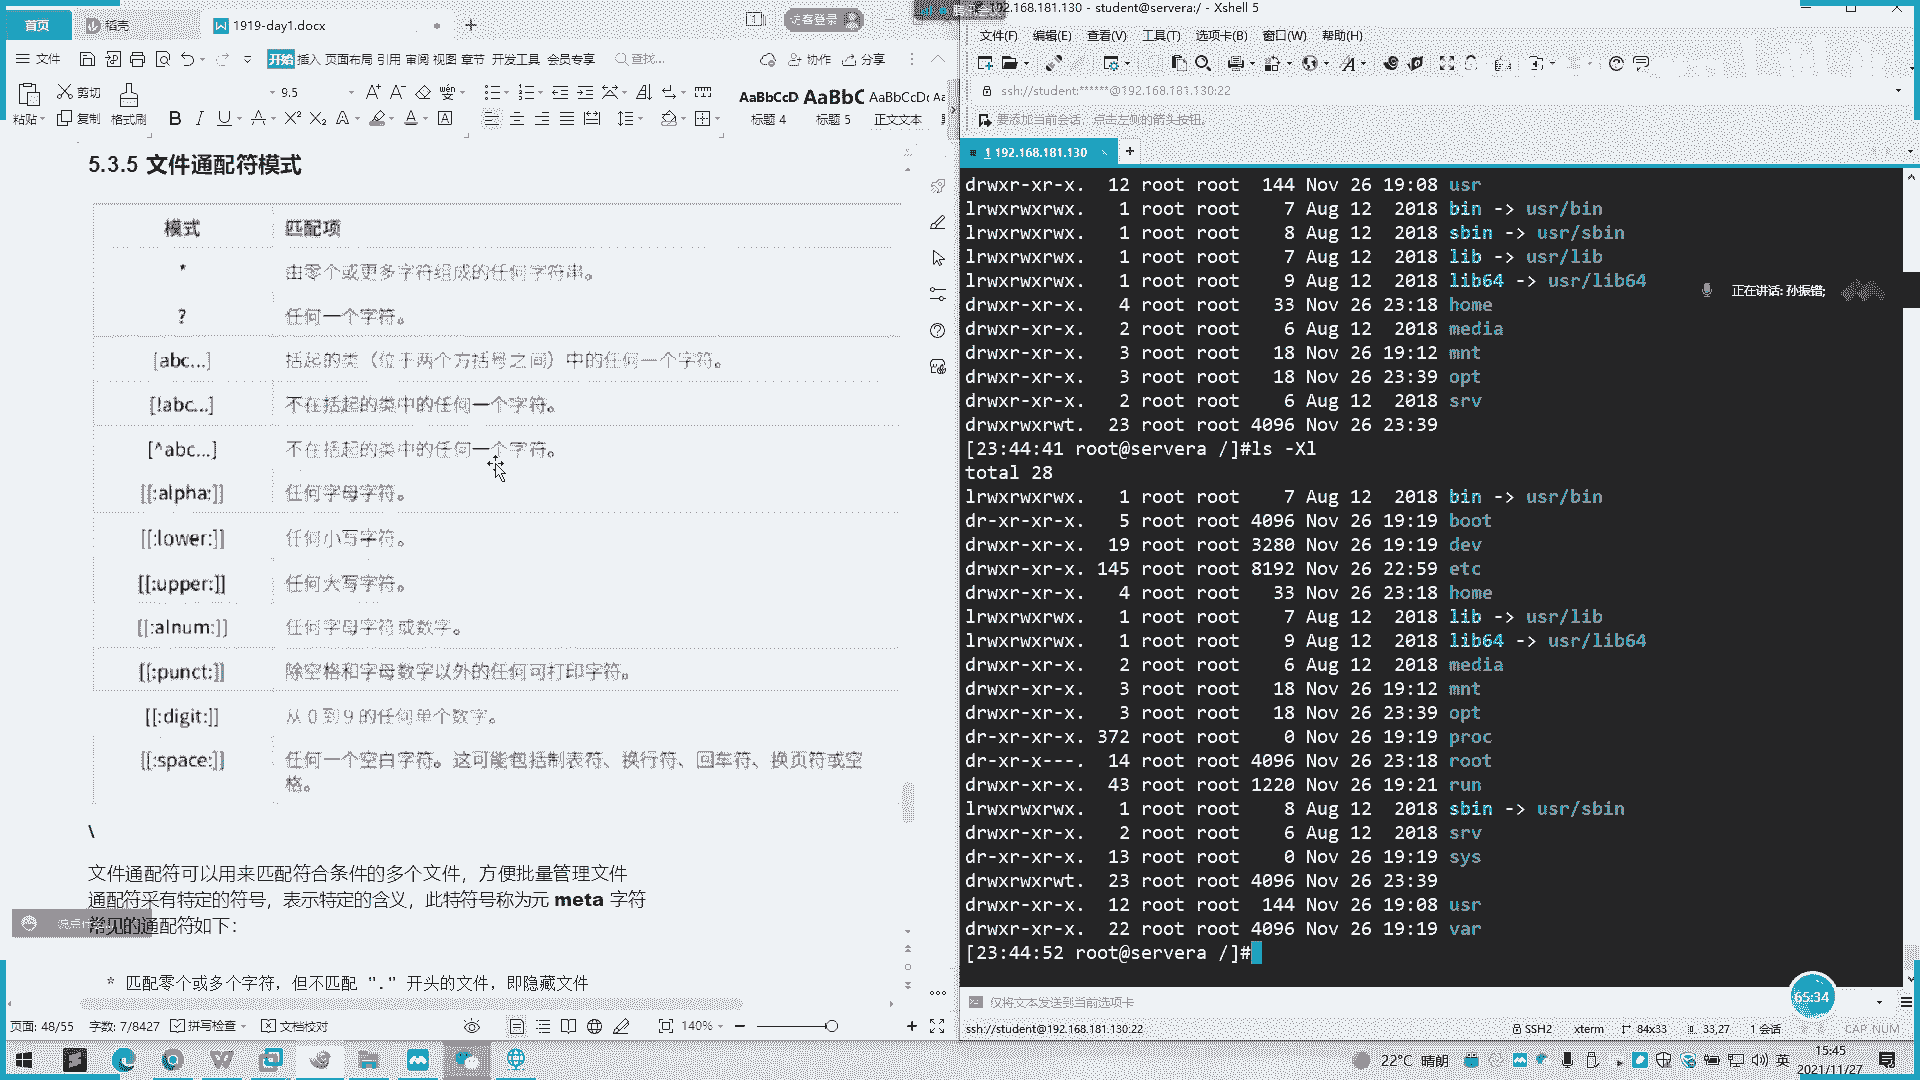 首页
稻壳
1919-day1.docx
访客登录
文件
开始 插入 页面布局 引用 审阅 视图 章节 开发工具 会员专享
查找...
协作
分享
粘贴
剪切
复制
格式刷
9.5
AaBbCcD
AaBbC
AaBbCcD
标题 4
标题 5
正文文本
5.3.5 文件通配符模式
模式 匹配项
* 由零个或更多字符组成的任何字符串。
? 任何一个字符。
[abc...] 括起的类（位于两个方括号之间）中的任何一个字符。
[!abc...] 不在括起的类中的任何一个字符。
[^abc...] 不在括起的类中的任何一个字符。
[[:alpha:]] 任何字母字符。
[[:lower:]] 任何小写字符。
[[:upper:]] 任何大写字符。
[[:alnum:]] 任何字母字符或数字。
[[:punct:]] 除空格和字母数字以外的任何可打印字符。
[[:digit:]] 从 0 到 9 的任何单个数字。
[[:space:]] 任何一个空白字符。这可能包括制表符、换行符、回车符、换页符或空
格。
\
文件通配符可以用来匹配符合条件的多个文件，方便批量管理文件
通配符采有特定的符号，表示特定的含义，此特符号称为元 meta 字符
常见的通配符如下：
* 匹配零个或多个字符，但不匹配 "." 开头的文件，即隐藏文件
页面: 48/55 字数: 7/8427 拼写检查 文档校对
140%
192.168.181.130 - student@servera:/ - Xshell 5
文件(F) 编辑(E) 查看(V) 工具(T) 选项卡(B) 窗口(W) 帮助(H)
ssh://student:******@192.168.181.130:22
要添加当前会话，点击左侧的箭头按钮。
1 192.168.181.130
drwxr-xr-x. 12 root root 144 Nov 26 19:08 usr
lrwxrwxrwx. 1 root root 7 Aug 12 2018 bin -> usr/bin
lrwxrwxrwx. 1 root root 8 Aug 12 2018 sbin -> usr/sbin
lrwxrwxrwx. 1 root root 7 Aug 12 2018 lib -> usr/lib
lrwxrwxrwx. 1 root root 9 Aug 12 2018 lib64 -> usr/lib64
drwxr-xr-x. 4 root root 33 Nov 26 23:18 home
drwxr-xr-x. 2 root root 6 Aug 12 2018 media
drwxr-xr-x. 3 root root 18 Nov 26 19:12 mnt
drwxr-xr-x. 3 root root 18 Nov 26 23:39 opt
drwxr-xr-x. 2 root root 6 Aug 12 2018 srv
drwxrwxrwt. 23 root root 4096 Nov 26 23:39
[23:44:41 root@servera /]#ls -Xl
total 28
lrwxrwxrwx. 1 root root 7 Aug 12 2018 bin -> usr/bin
dr-xr-xr-x. 5 root root 4096 Nov 26 19:19 boot
drwxr-xr-x. 19 root root 3280 Nov 26 19:19 dev
drwxr-xr-x. 145 root root 8192 Nov 26 22:59 etc
drwxr-xr-x. 4 root root 33 Nov 26 23:18 home
lrwxrwxrwx. 1 root root 7 Aug 12 2018 lib -> usr/lib
lrwxrwxrwx. 1 root root 9 Aug 12 2018 lib64 -> usr/lib64
drwxr-xr-x. 2 root root 6 Aug 12 2018 media
drwxr-xr-x. 3 root root 18 Nov 26 19:12 mnt
drwxr-xr-x. 3 root root 18 Nov 26 23:39 opt
dr-xr-xr-x. 372 root root 0 Nov 26 19:19 proc
dr-xr-x---. 14 root root 4096 Nov 26 23:18 root
drwxr-xr-x. 43 root root 1220 Nov 26 19:21 run
lrwxrwxrwx. 1 root root 8 Aug 12 2018 sbin -> usr/sbin
drwxr-xr-x. 2 root root 6 Aug 12 2018 srv
dr-xr-xr-x. 13 root root 0 Nov 26 19:19 sys
drwxrwxrwt. 23 root root 4096 Nov 26 23:39
drwxr-xr-x. 12 root root 144 Nov 26 19:08 usr
drwxr-xr-x. 22 root root 4096 Nov 26 19:19 var
[23:44:52 root@servera /]#
正在讲话: 孙振锴;
65:34
仅将文本发送到当前选项卡
ssh://student@192.168.181.130:22 SSH2 xterm 84x33 33,27 1 会话 CAP NUM
22°C 晴朗
英
15:45
2021/11/27